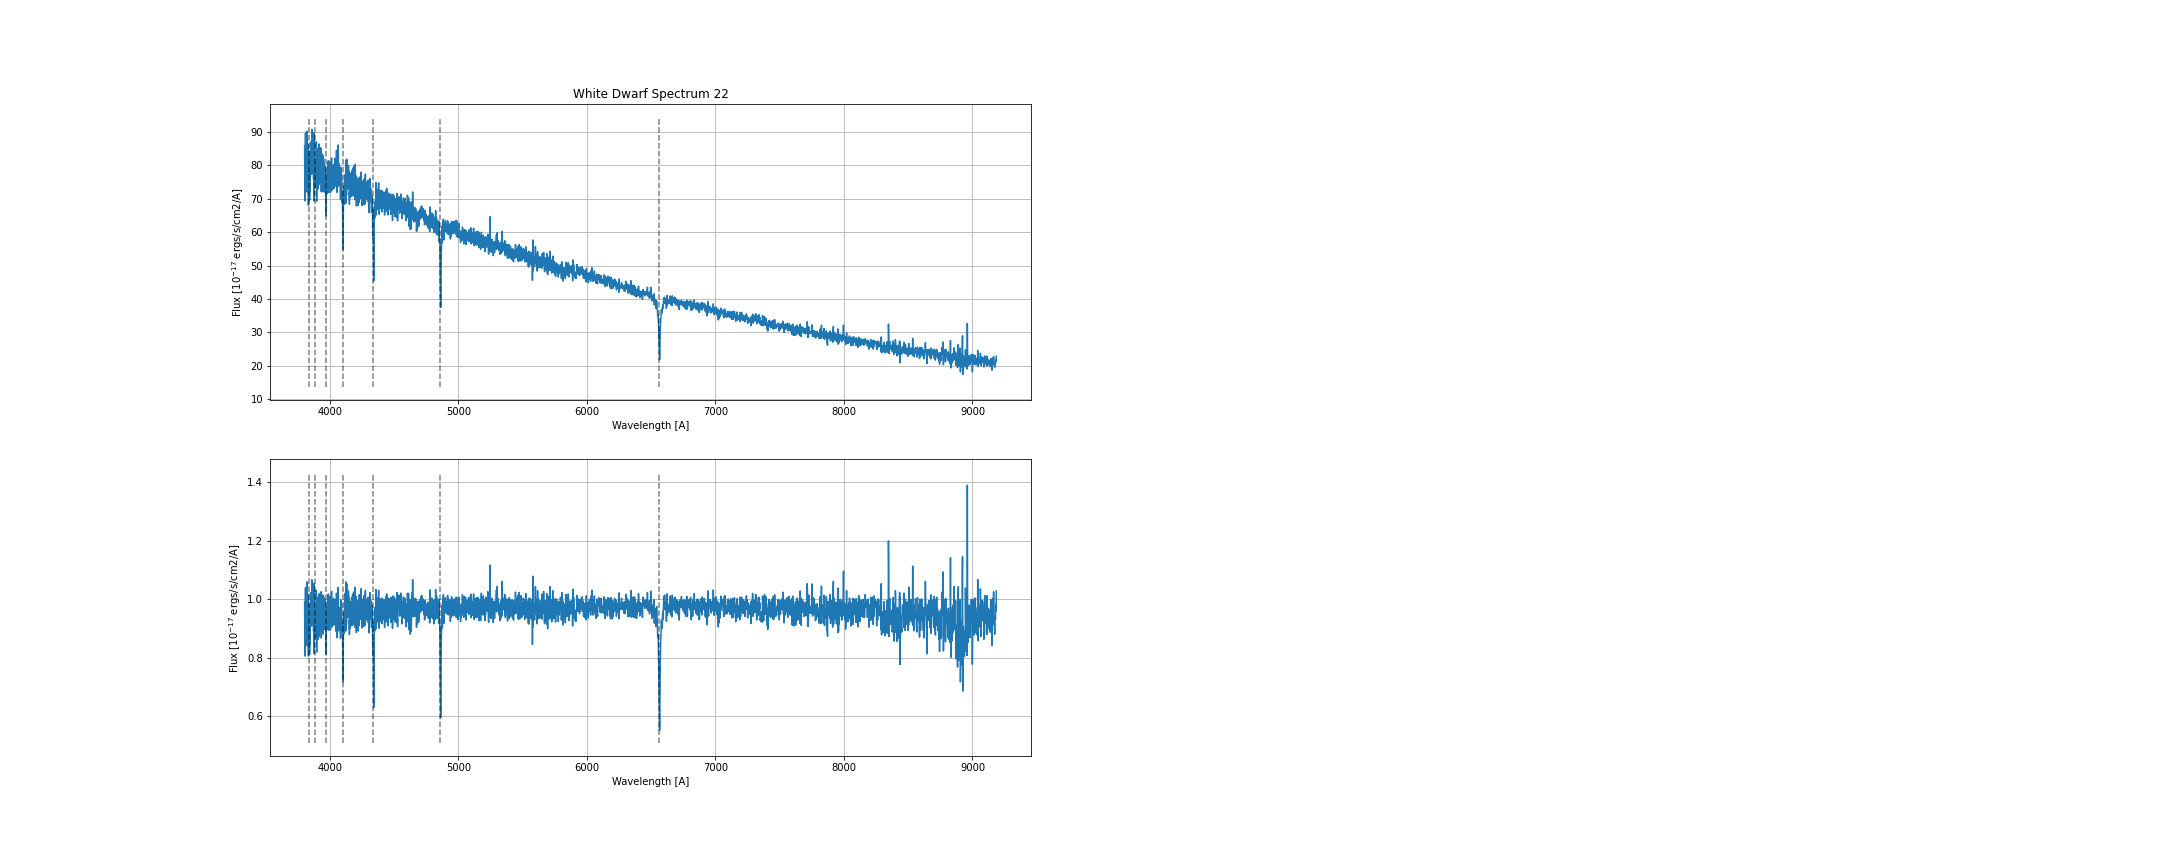 White Dwarf Spectrum 22
90
80
70
60
50
40
30
20
10
Flux [10⁻¹⁷ ergs/s/cm2/A]
4000 5000 6000 7000 8000 9000
Wavelength [A]
1.4
1.2
1.0
0.8
0.6
Flux [10⁻¹⁷ ergs/s/cm2/A]
4000 5000 6000 7000 8000 9000
Wavelength [A]